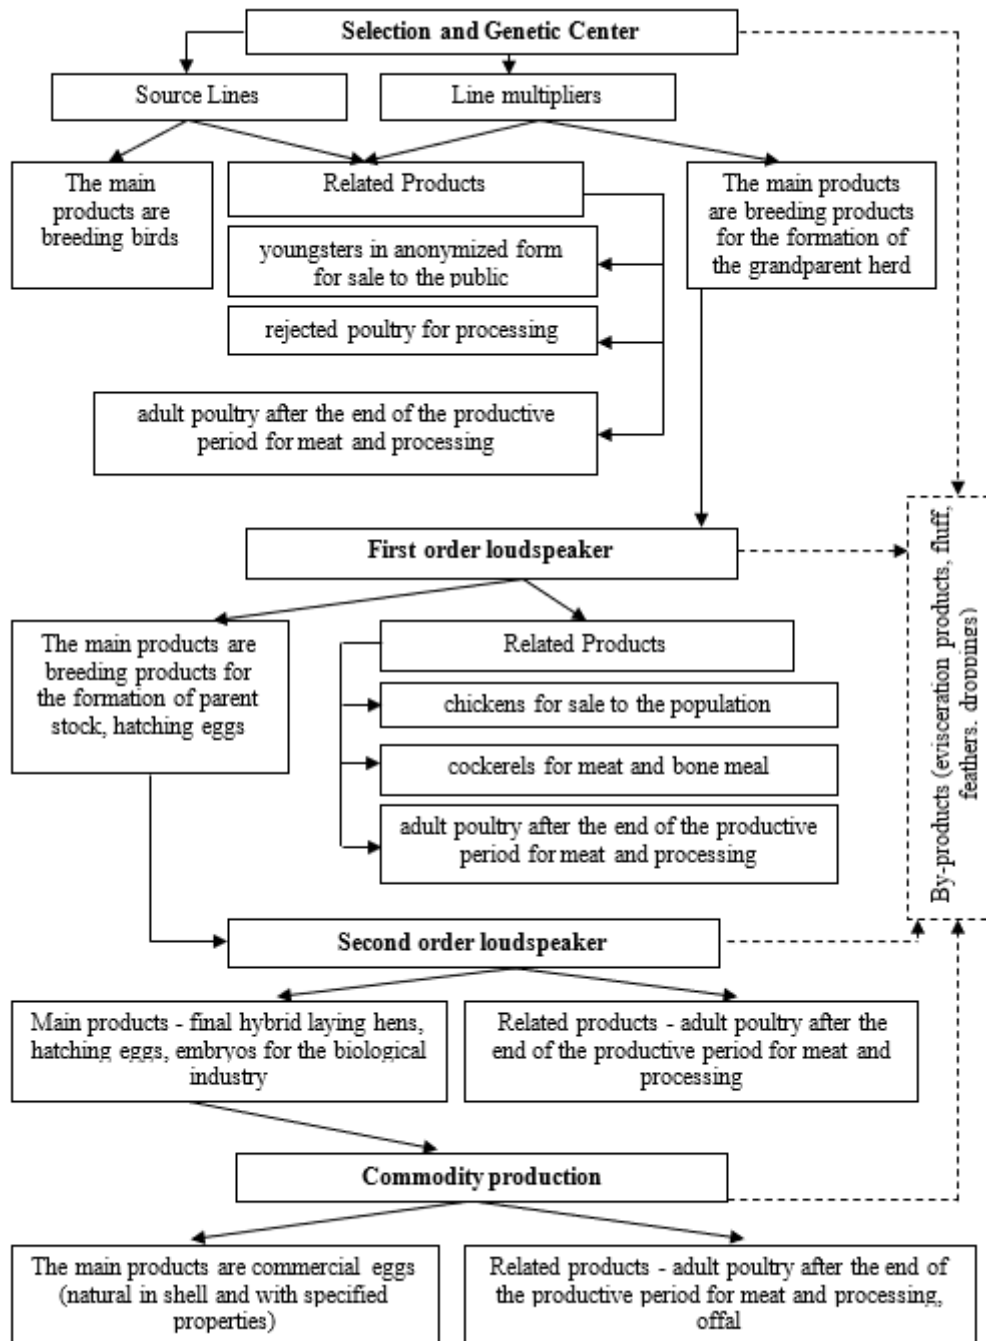 Selection and Genetic Center
Source Lines
Line multipliers
The main
products are
breeding birds
Related Products
The main products
are breeding products
for the formation of
the grandparent herd
youngsters in anonymized form
for sale to the public
rejected poultry for processing
adult poultry after the end of the productive
period for meat and processing
By-products (evisceration products, fluff,
feathers, droppings)
First order loudspeaker
The main products are
breeding products for
the formation of parent
stock, hatching eggs
Related Products
chickens for sale to the population
cockerels for meat and bone meal
adult poultry after the end of the productive
period for meat and processing
Second order loudspeaker
Main products - final hybrid laying hens,
hatching eggs, embryos for the biological
industry
Related products - adult poultry after the
end of the productive period for meat and
processing
Commodity production
The main products are commercial eggs
(natural in shell and with specified
properties)
Related products - adult poultry after the end of
the productive period for meat and processing,
offal